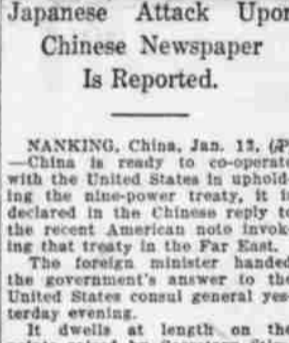 Japanese Attack Upon
Chinese Newspaper
Is Reported.
NANKING, China, Jan. 12, (AP
—China is ready to co-operate
with the United States in uphold-
ing the nine-power treaty, it is
declared in the Chinese reply to
the recent American note invok-
ing that treaty in the Far East.
The foreign minister handed
the government's answer to the
United States consul general yes-
terday evening.
It dwells at length on the